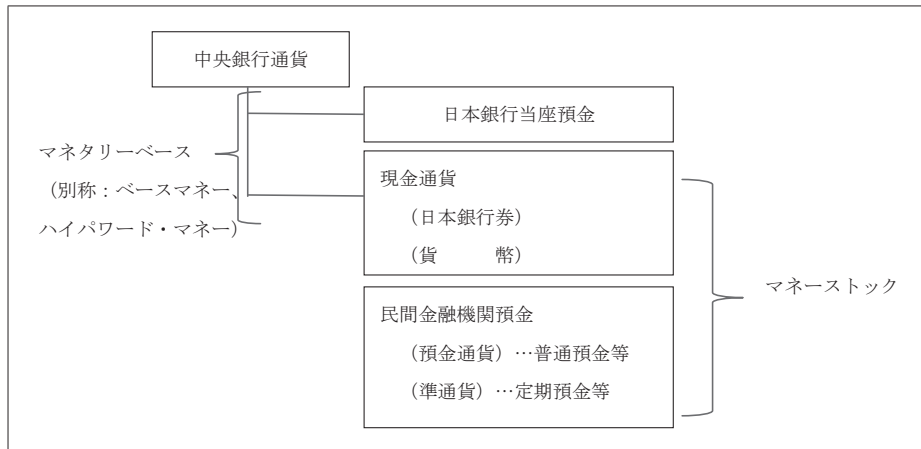 中央銀行通貨
日本銀行当座預金
マネタリーベース
（別称：ベースマネー、
ハイパワード・マネー）
現金通貨
（日本銀行券）
（貨　　幣）
民間金融機関預金
（預金通貨）…普通預金等
（準通貨）…定期預金等
マネーストック